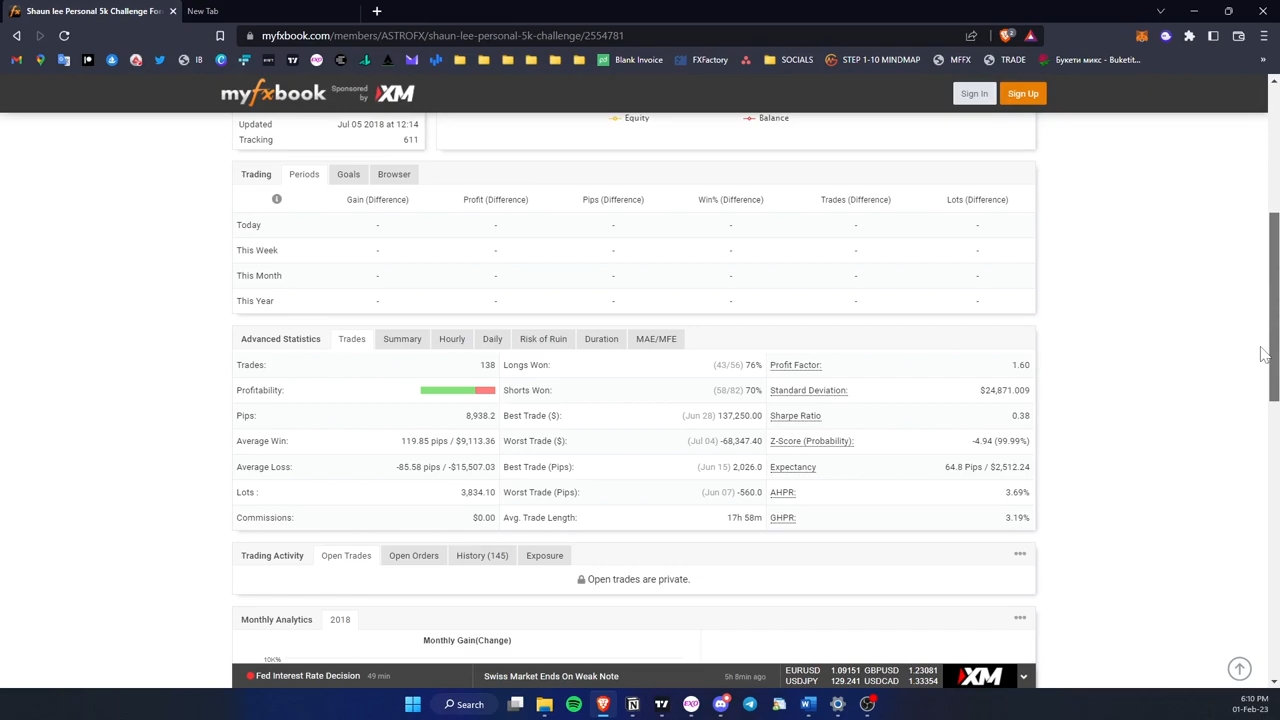 Shaun lee Personal 5k Challenge For
New Tab
myfxbook.com/members/ASTROFX/shaun-lee-personal-5k-challenge/2554781
2
IB
EXO
Blank Invoice
FXFactory
SOCIALS
STEP 1-10 MINDMAP
MFFX
TRADE
Букети микс - Buketit...
myfxbook Sponsored by XM
Sign In
Sign Up
Equity
Balance
Updated Jul 05 2018 at 12:14
Tracking 611
Trading Periods Goals Browser
Gain (Difference) Profit (Difference) Pips (Difference) Win% (Difference) Trades (Difference) Lots (Difference)
Today - - - - - -
This Week - - - - - -
This Month - - - - - -
This Year - - - - - -
Advanced Statistics Trades Summary Hourly Daily Risk of Ruin Duration MAE/MFE
Trades: 138 Longs Won: (43/56) 76% Profit Factor: 1.60
Profitability: Shorts Won: (58/82) 70% Standard Deviation: $24,871.009
Pips: 8,938.2 Best Trade ($): (Jun 28) 137,250.00 Sharpe Ratio 0.38
Average Win: 119.85 pips / $9,113.36 Worst Trade ($): (Jul 04) -68,347.40 Z-Score (Probability): -4.94 (99.99%)
Average Loss: -85.58 pips / -$15,507.03 Best Trade (Pips): (Jun 15) 2,026.0 Expectancy 64.8 Pips / $2,512.24
Lots : 3,834.10 Worst Trade (Pips): (Jun 07) -560.0 AHPR: 3.69%
Commissions: $0.00 Avg. Trade Length: 17h 58m GHPR: 3.19%
Trading Activity Open Trades Open Orders History (145) Exposure
Open trades are private.
Monthly Analytics 2018
Monthly Gain(Change)
10K%
Fed Interest Rate Decision 49 min
Swiss Market Ends On Weak Note 5h 8min ago
EURUSD 1.09151 GBPUSD 1.23081
USDJPY 129.241 USDCAD 1.33354
XM
Search
EXO
6:10 PM
01-Feb-23